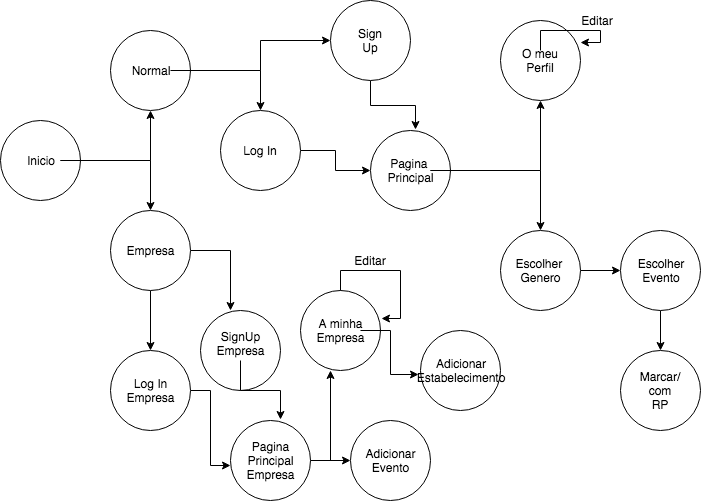 Sign
Up
Editar
O meu
Perfil
Normal
Inicio
Log In
Pagina
Principal
Empresa
Escolher
Genero
Escolher
Evento
Editar
SignUp
Empresa
A minha
Empresa
Adicionar
Estabelecimento
Log In
Empresa
Marcar/
com
RP
Pagina
Principal
Empresa
Adicionar
Evento